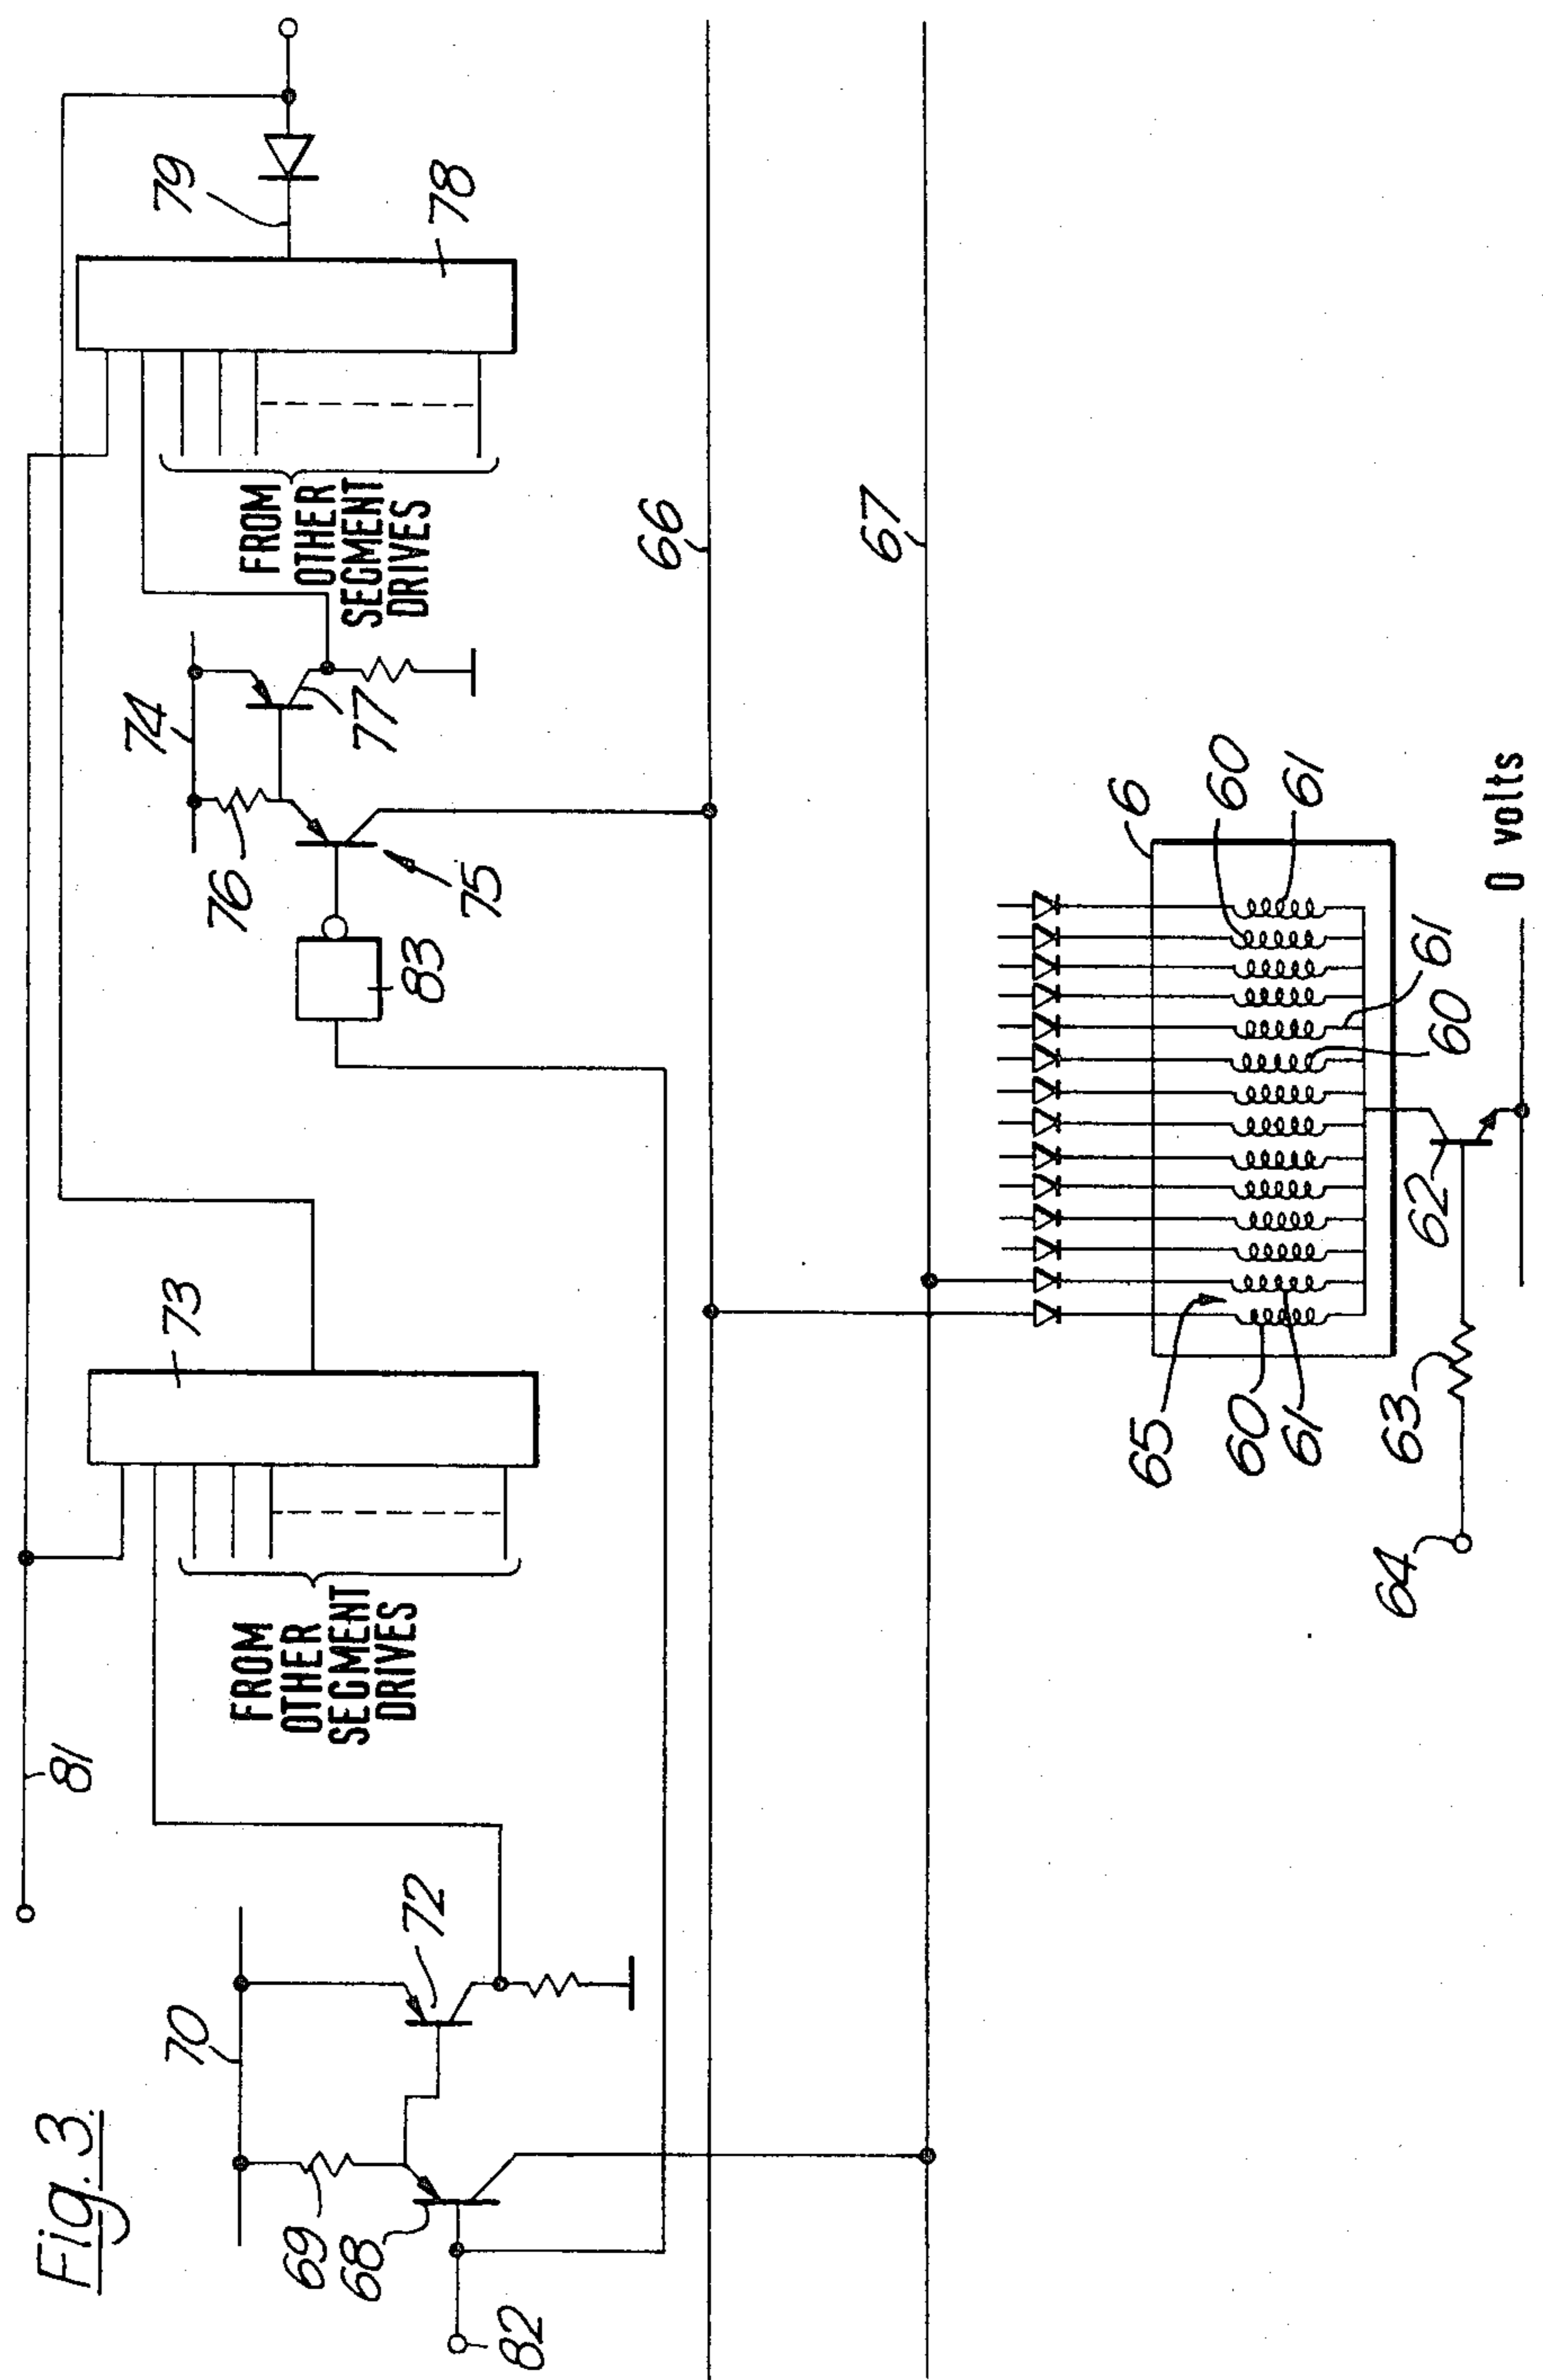 Fig. 3.
81
70
72
69
68
82
73
FROM
OTHER
SEGMENT
DRIVES
79
78
FROM
OTHER
SEGMENT
DRIVES
74
76
77
75
83
66
67
6
60
61
65
60
61
60
61
62
63
64
0 volts